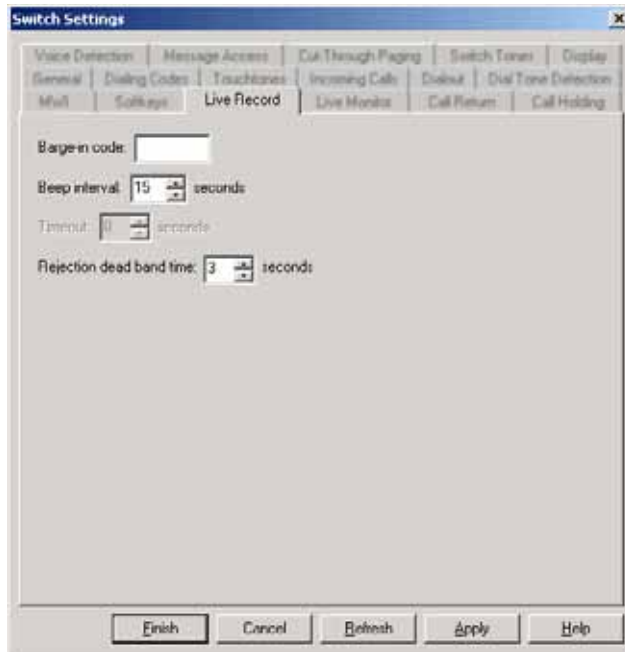 Switch Settings
Voice Detection Message Access Cut Through Paging Switch Tones Display
General Dialing Codes Touchtones Incoming Calls Dialout Dial Tone Detection
MWI Softkeys Live Record Live Monitor Call Return Call Holding
Barge-in code:
Beep interval: 15 seconds
Timeout: 0 seconds
Rejection dead band time: 3 seconds
Finish Cancel Refresh Apply Help